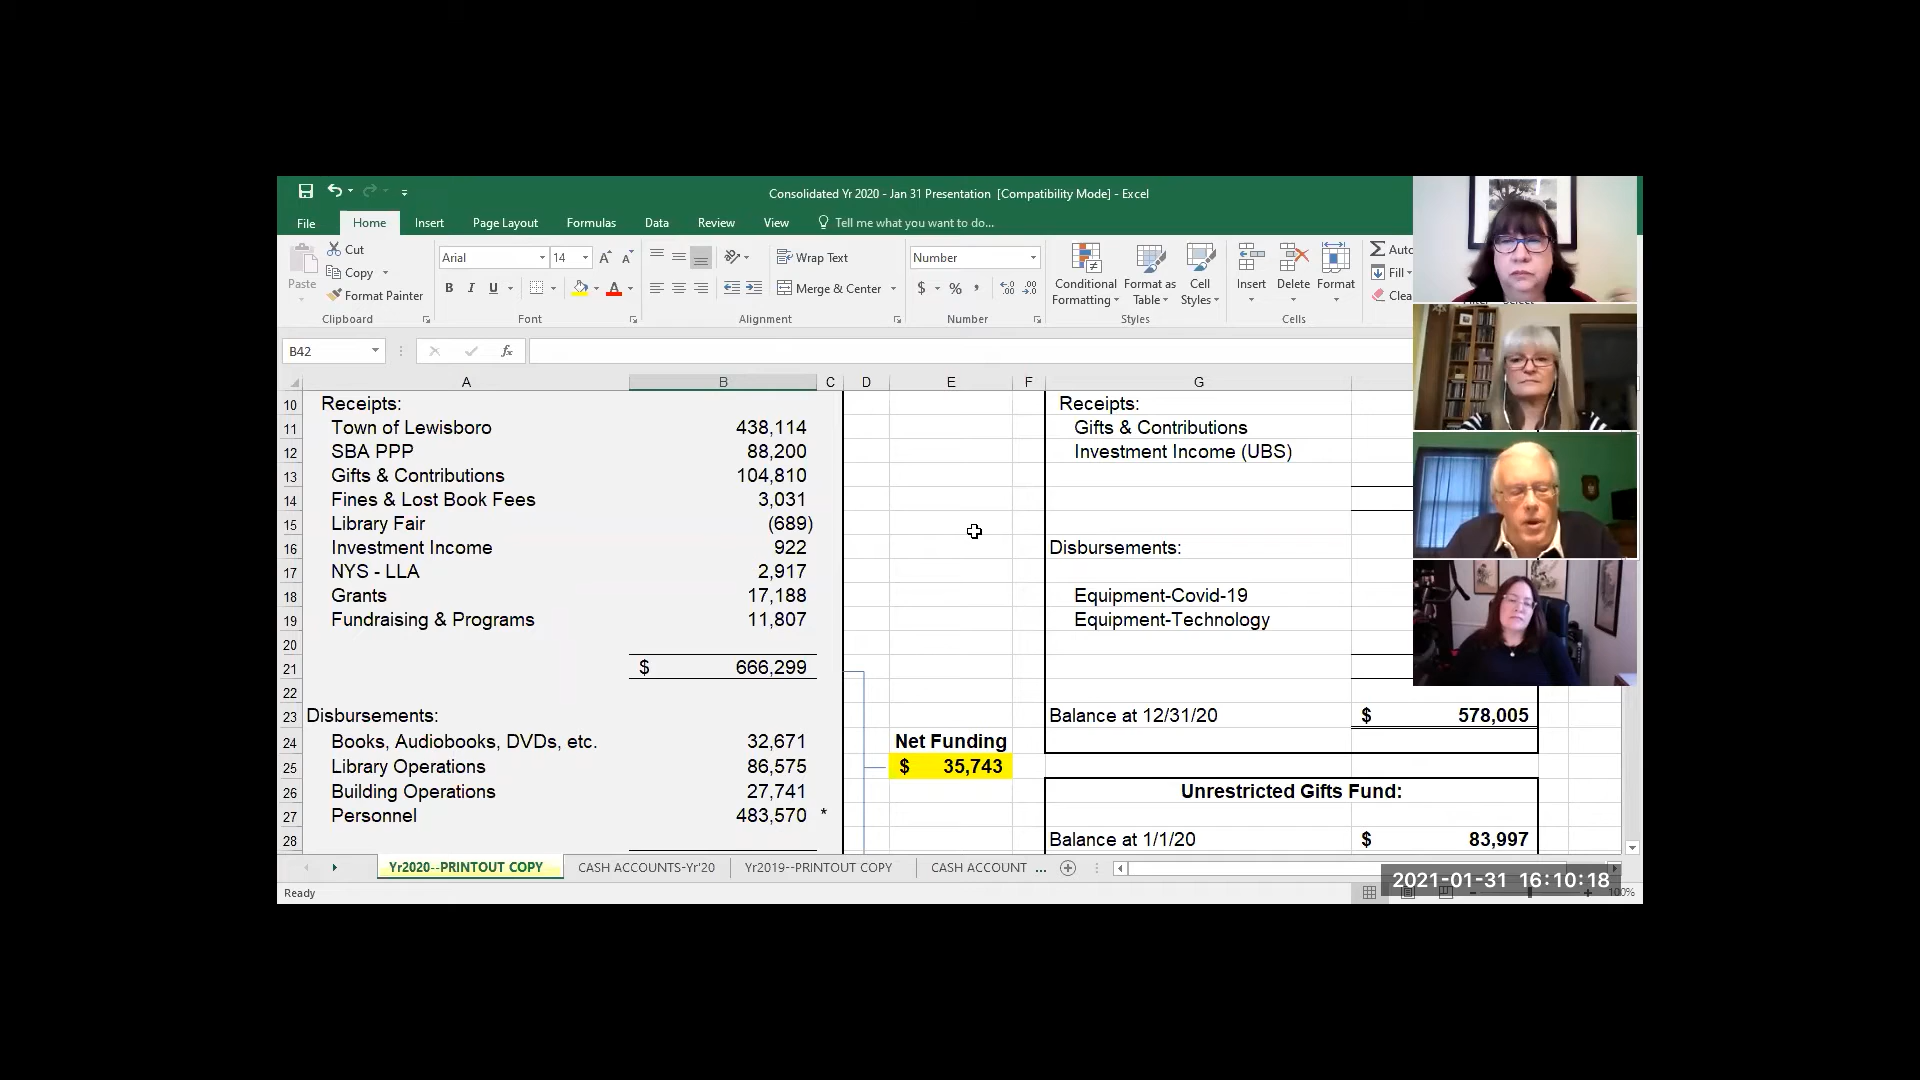 Consolidated Yr 2020 - Jan 31 Presentation [Compatibility Mode] - Excel
File Home Insert Page Layout Formulas Data Review View Tell me what you want to do...
Cut
Copy
Format Painter
Paste
Clipboard
Arial 14
B I U
Font
Wrap Text
Merge & Center
Alignment
Number
$ % ,
Number
Conditional Formatting
Format as Table
Cell Styles
Styles
Insert Delete Format
Cells
Fill
B42 fx
A B C D E F G
10 Receipts: Receipts:
11 Town of Lewisboro 438,114 Gifts & Contributions
12 SBA PPP 88,200 Investment Income (UBS)
13 Gifts & Contributions 104,810
14 Fines & Lost Book Fees 3,031
15 Library Fair (689)
16 Investment Income 922 Disbursements:
17 NYS - LLA 2,917
18 Grants 17,188 Equipment-Covid-19
19 Fundraising & Programs 11,807 Equipment-Technology
20
21 $ 666,299
22
23 Disbursements: Balance at 12/31/20 $ 578,005
24 Books, Audiobooks, DVDs, etc. 32,671 Net Funding
25 Library Operations 86,575 $ 35,743
26 Building Operations 27,741 Unrestricted Gifts Fund:
27 Personnel 483,570 *
28 Balance at 1/1/20 $ 83,997
Yr2020--PRINTOUT COPY CASH ACCOUNTS-Yr'20 Yr2019--PRINTOUT COPY CASH ACCOUNT ...
2021-01-31 16:10:18
Ready 100%